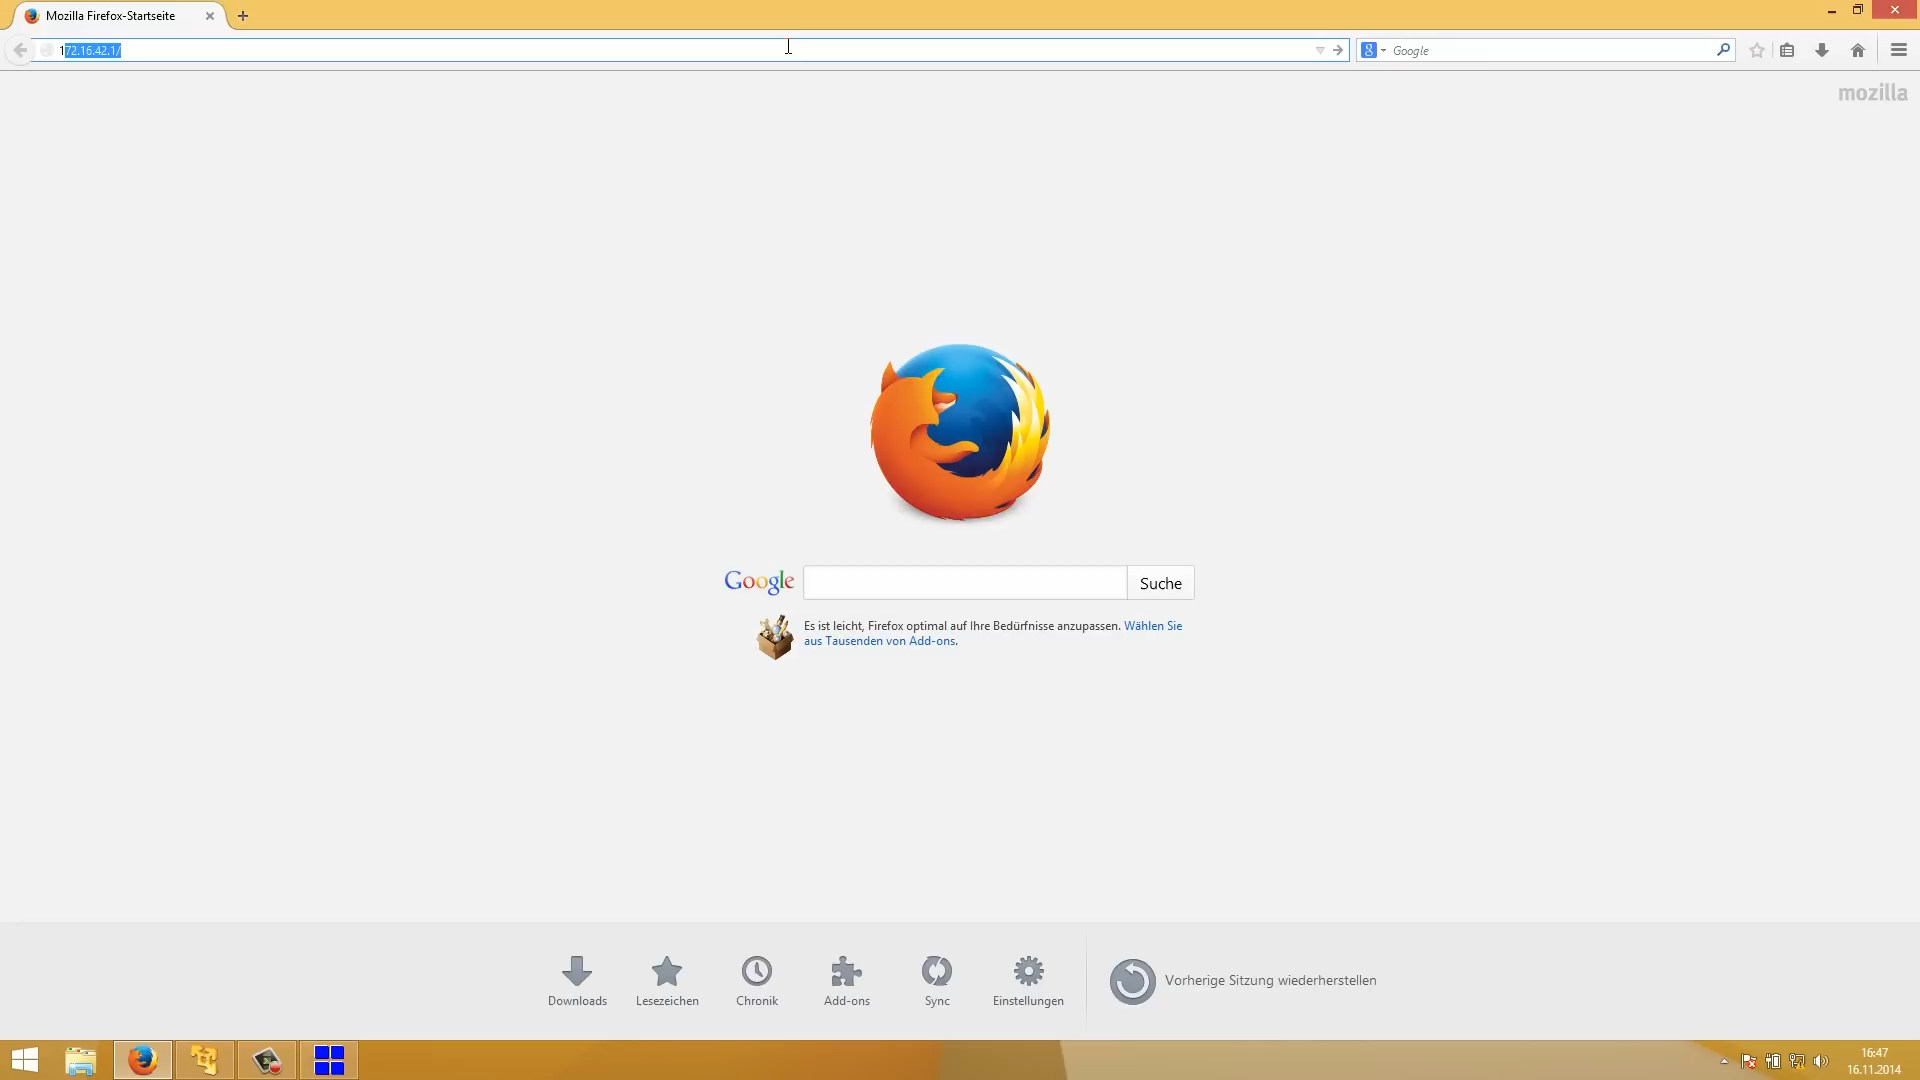 Mozilla Firefox-Startseite
172.16.42.1/
Google
mozilla
Google
Suche
Es ist leicht, Firefox optimal auf Ihre Bedürfnisse anzupassen. Wählen Sie
aus Tausenden von Add-ons.
Downloads
Lesezeichen
Chronik
Add-ons
Sync
Einstellungen
Vorherige Sitzung wiederherstellen
16:47
16.11.2014